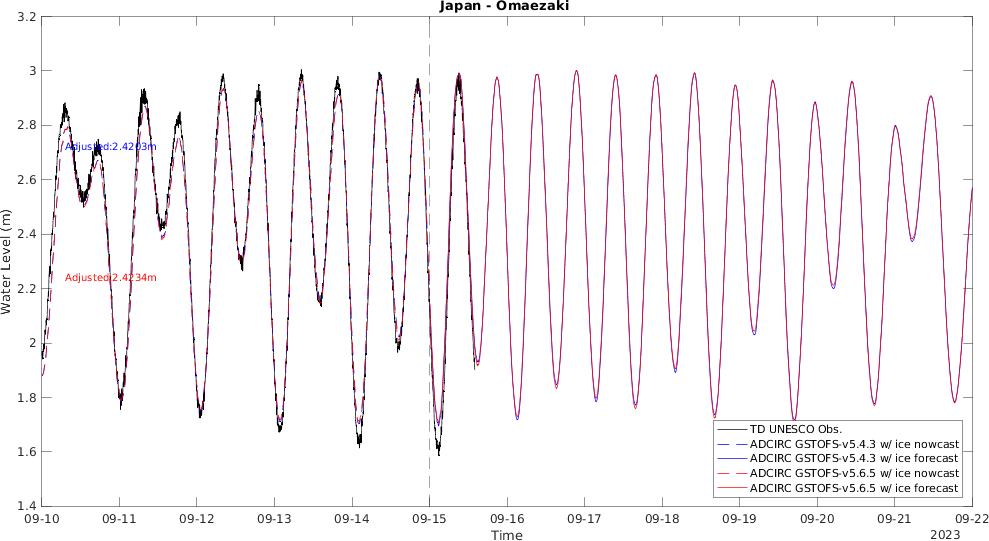 Japan - Omaezaki
3.2
3
2.8
2.6
2.4
2.2
2
1.8
1.6
1.4
Water Level (m)
Adjusted:2.4203m
Adjusted:2.4234m
TD UNESCO Obs.
ADCIRC GSTOFS-v5.4.3 w/ ice nowcast
ADCIRC GSTOFS-v5.4.3 w/ ice forecast
ADCIRC GSTOFS-v5.6.5 w/ ice nowcast
ADCIRC GSTOFS-v5.6.5 w/ ice forecast
09-10 09-11 09-12 09-13 09-14 09-15 09-16 09-17 09-18 09-19 09-20 09-21 09-22
Time
2023